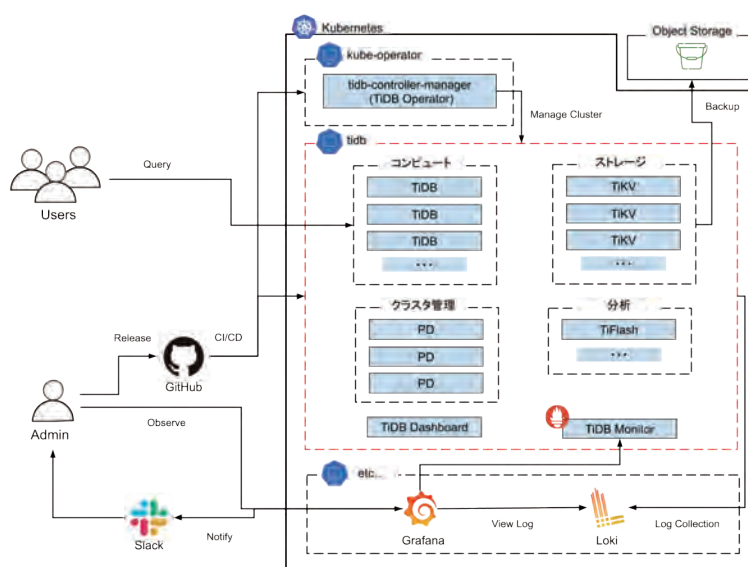 Kubernetes
Object Storage
kube-operator
tidb-controller-manager
(TiDB Operator)
Manage Cluster
Backup
tidb
Query
Users
コンピュート
TiDB
TiDB
TiDB
...
ストレージ
TiKV
TiKV
TiKV
...
クラスタ管理
PD
PD
PD
分析
TiFlash
...
Release
CI/CD
GitHub
Admin
Observe
TiDB Dashboard
TiDB Monitor
etc...
Slack
Notify
Grafana
View Log
Loki
Log Collection